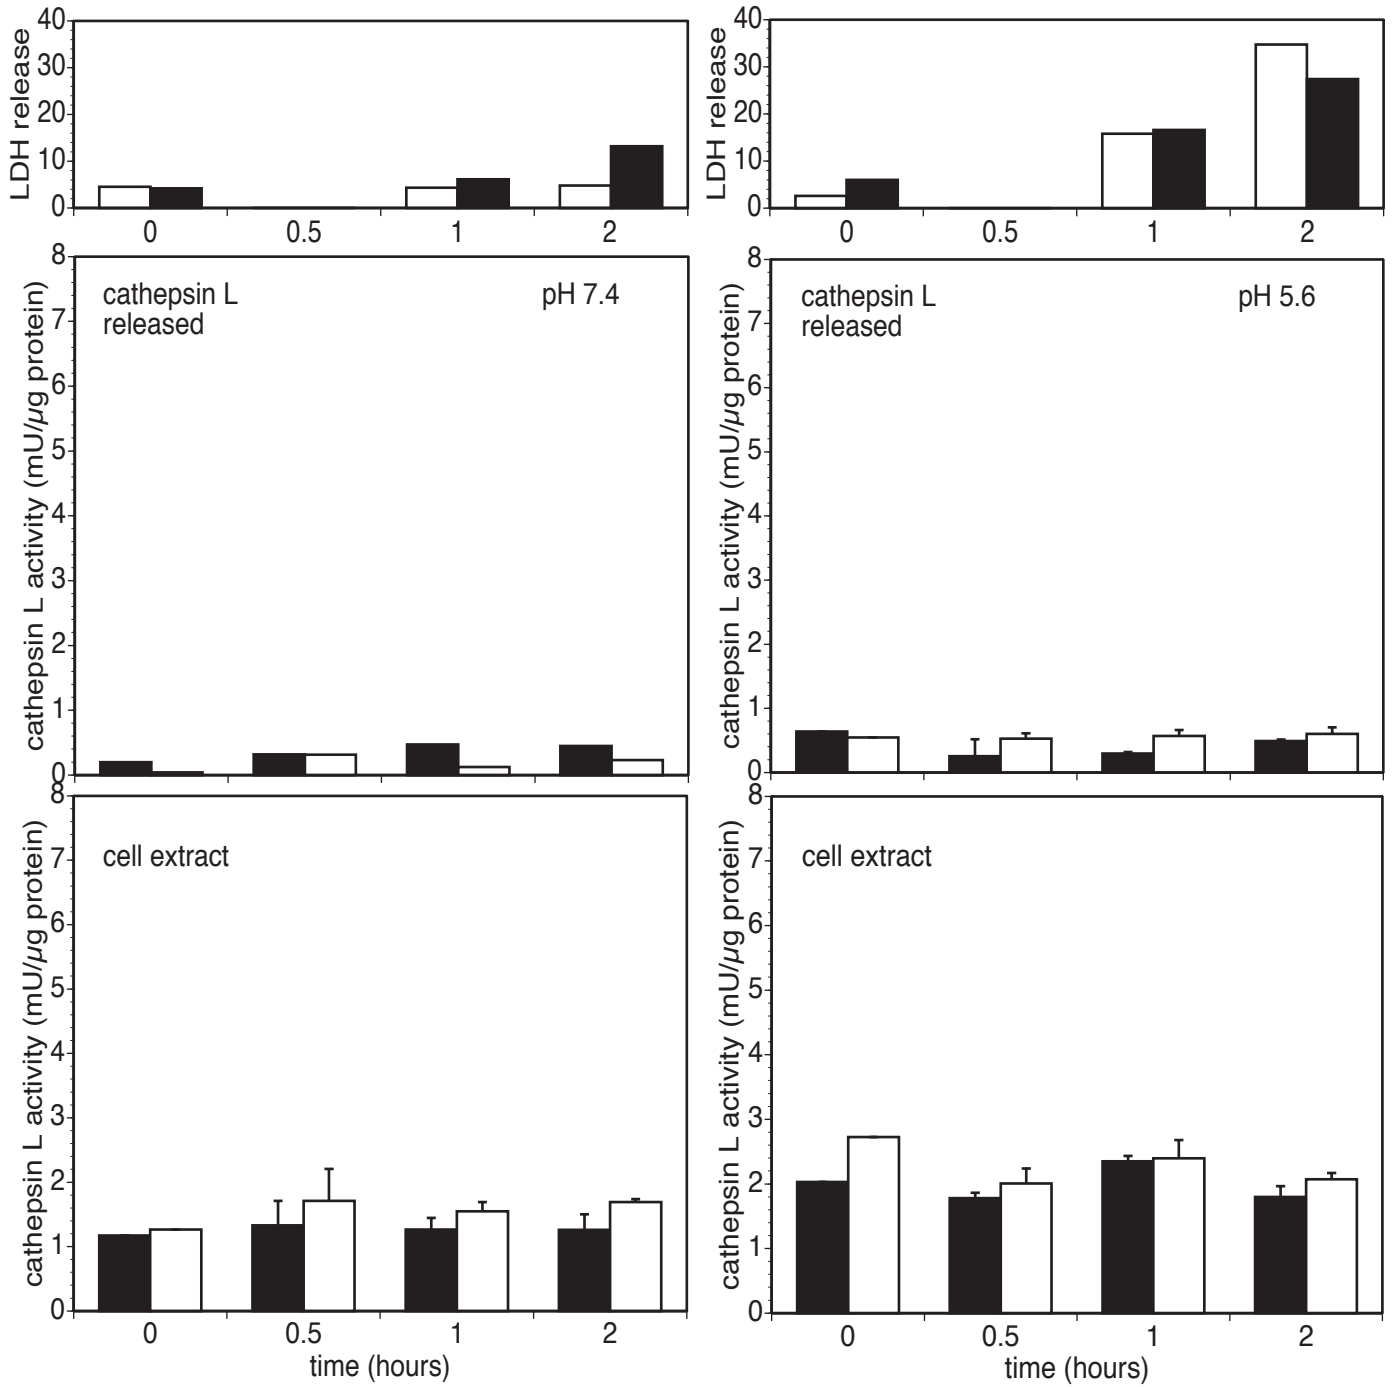 LDH release
40
30
20
10
0
0 0.5 1 2
LDH release
40
30
20
10
0
0 0.5 1 2
cathepsin L activity (mU/µg protein)
8
7
6
5
4
3
2
1
0
cathepsin L
released
pH 7.4
cathepsin L activity (mU/µg protein)
8
7
6
5
4
3
2
1
0
cathepsin L
released
pH 5.6
cathepsin L activity (mU/µg protein)
8
7
6
5
4
3
2
1
0
cell extract
0 0.5 1 2
time (hours)
cathepsin L activity (mU/µg protein)
8
7
6
5
4
3
2
1
0
cell extract
0 0.5 1 2
time (hours)